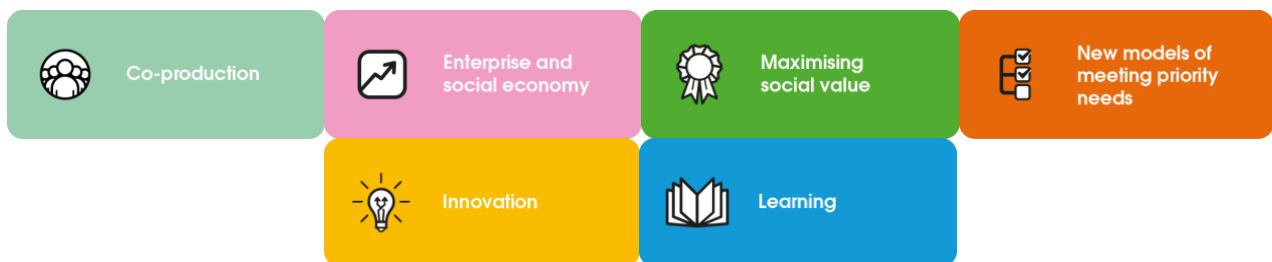 Co-production
Enterprise and
social economy
Maximising
social value
New models of
meeting priority
needs
Innovation
Learning